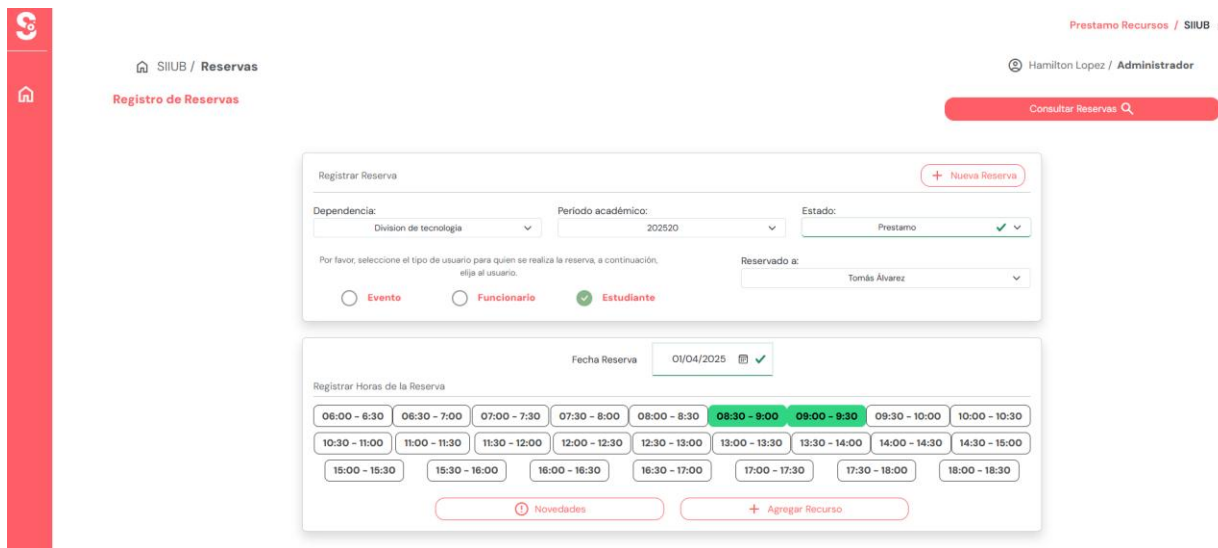 Prestamo Recursos / SIIUB
SIIUB / Reservas
Hamilton Lopez / Administrador
Registro de Reservas
Consultar Reservas
Registrar Reserva
+ Nueva Reserva
Dependencia: Período académico: Estado:
Division de tecnologia 202520 Prestamo
Por favor, seleccione el tipo de usuario para quien se realiza la reserva, a continuación,
elija al usuario.
Reservado a:
Tomás Álvarez
Evento Funcionario Estudiante
Fecha Reserva 01/04/2025
Registrar Horas de la Reserva
06:00 - 6:30 06:30 - 7:00 07:00 - 7:30 07:30 - 8:00 08:00 - 8:30 08:30 - 9:00 09:00 - 9:30 09:30 - 10:00 10:00 - 10:30
10:30 - 11:00 11:00 - 11:30 11:30 - 12:00 12:00 - 12:30 12:30 - 13:00 13:00 - 13:30 13:30 - 14:00 14:00 - 14:30 14:30 - 15:00
15:00 - 15:30 15:30 - 16:00 16:00 - 16:30 16:30 - 17:00 17:00 - 17:30 17:30 - 18:00 18:00 - 18:30
Novedades + Agregar Recurso